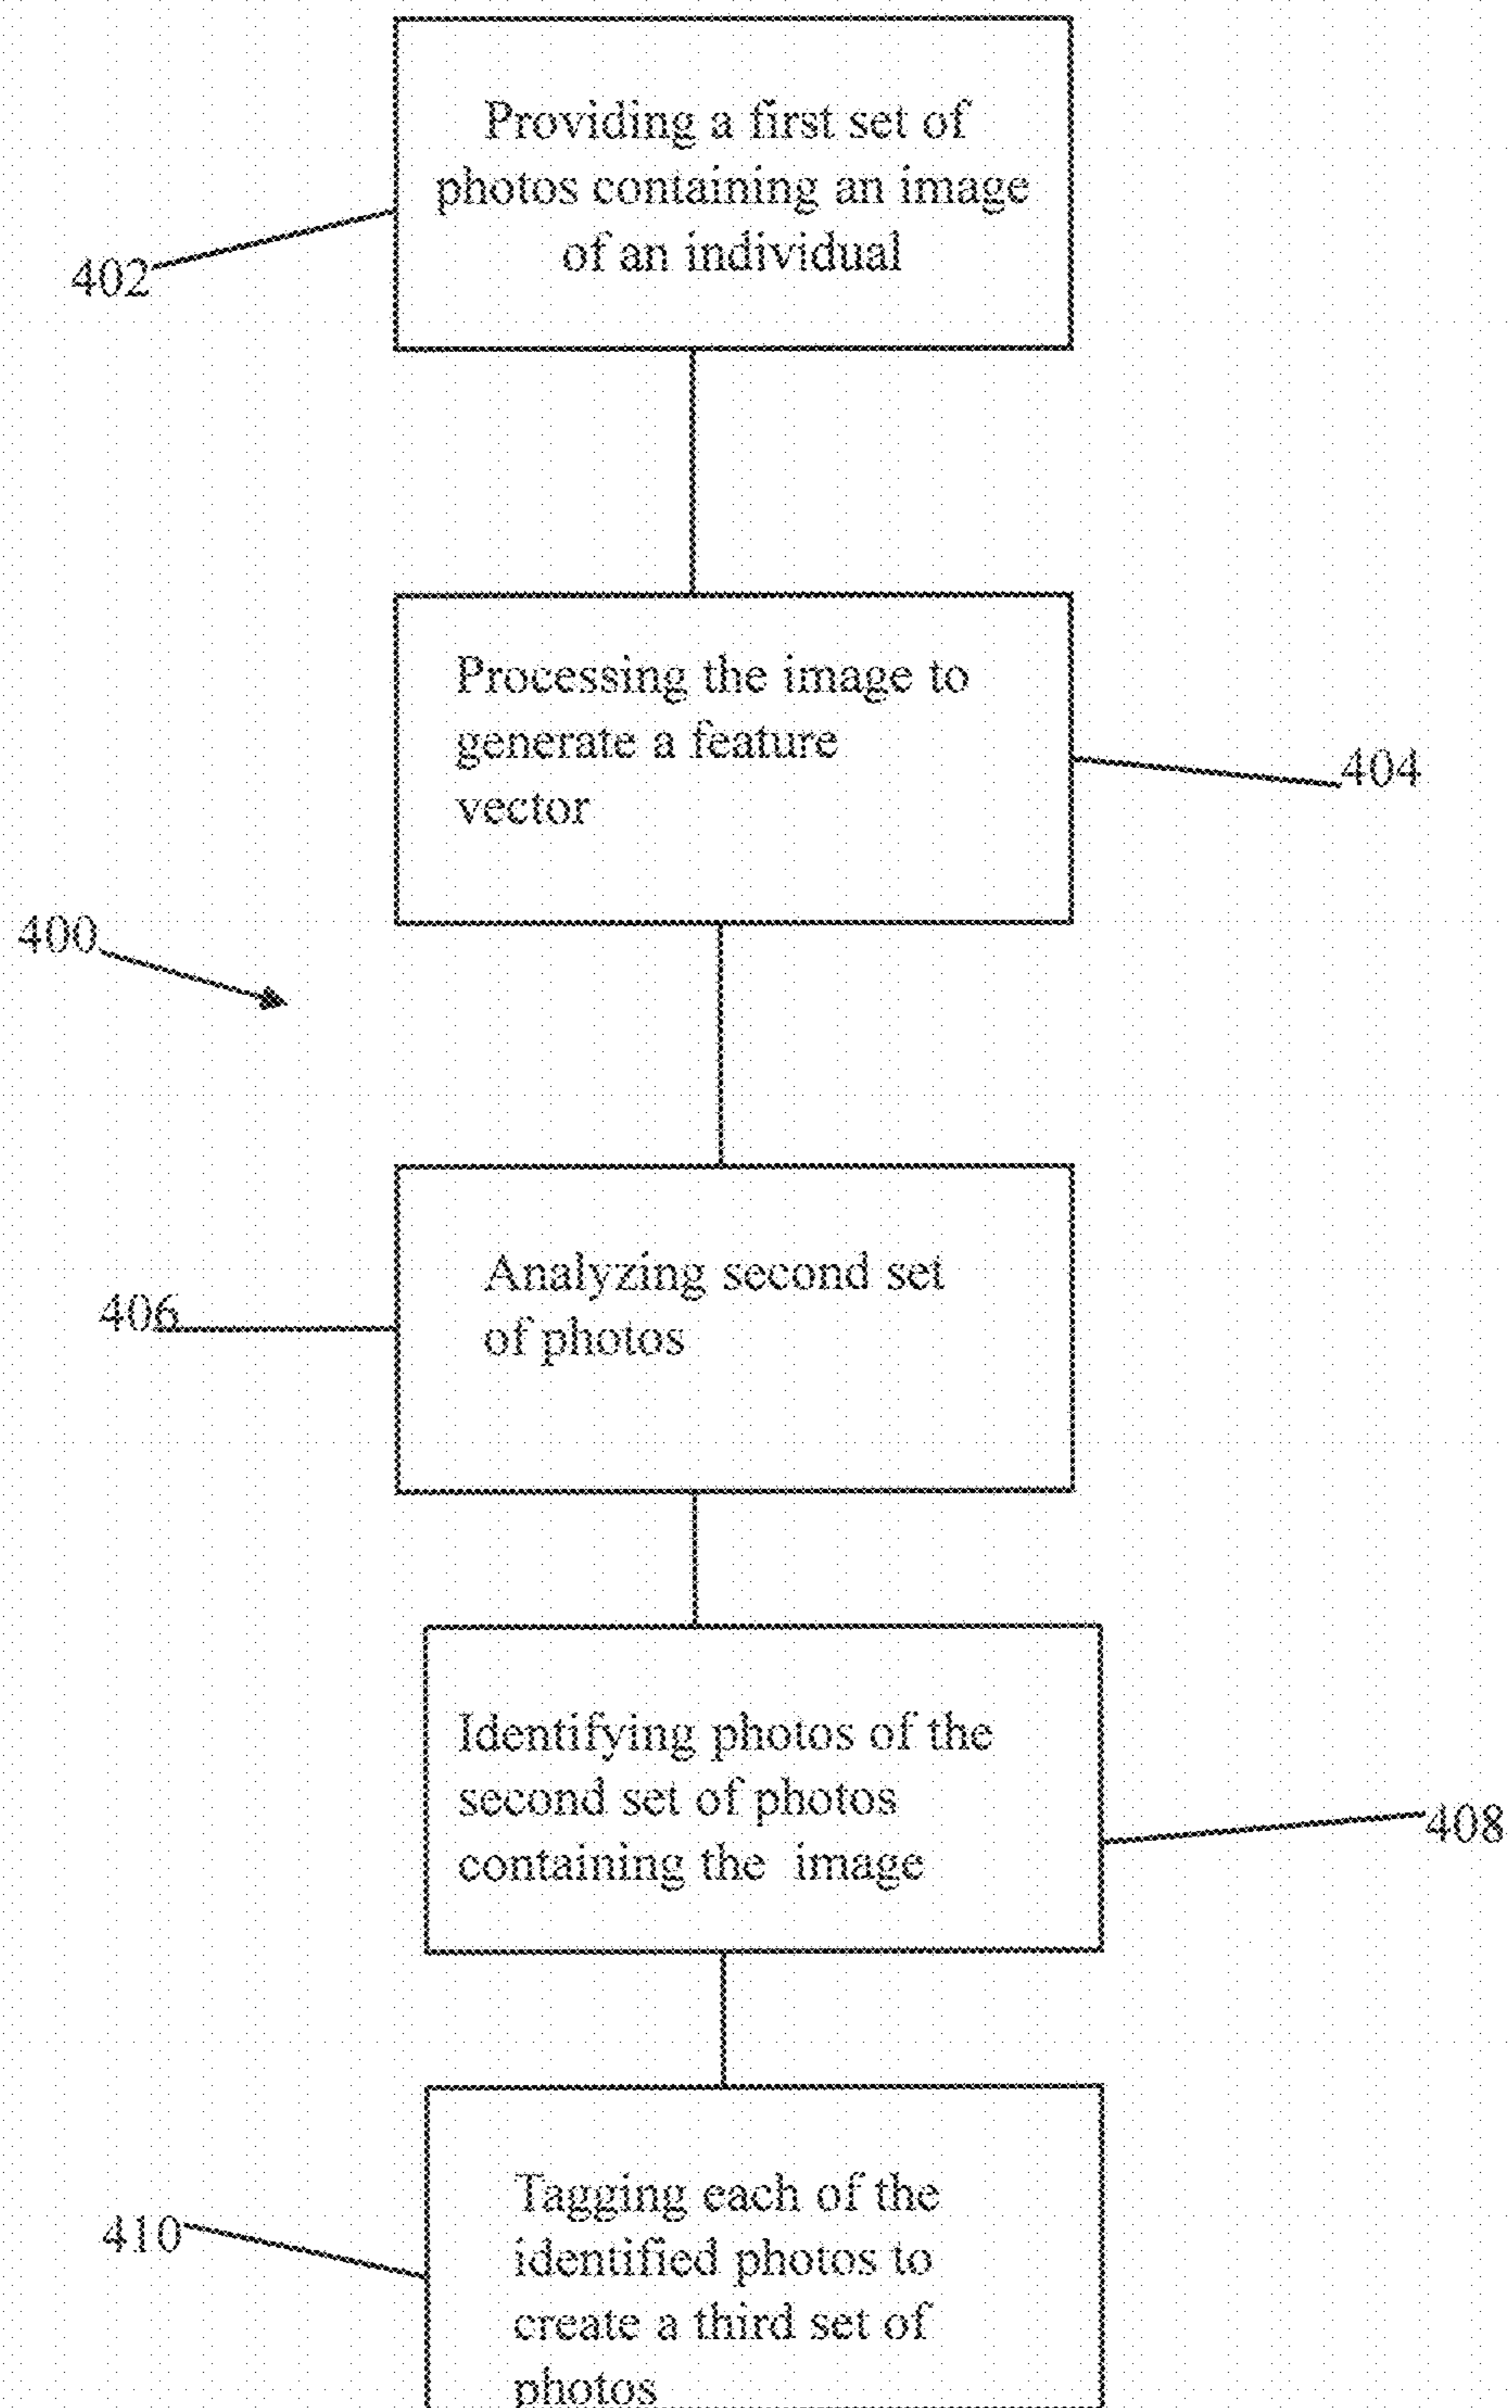 Providing a first set of
photos containing an image
of an individual
402
Processing the image to
generate a feature
vector
404
400
Analyzing second set
of photos
406
Identifying photos of the
second set of photos
containing the image
408
Tagging each of the
identified photos to
create a third set of
photos
410